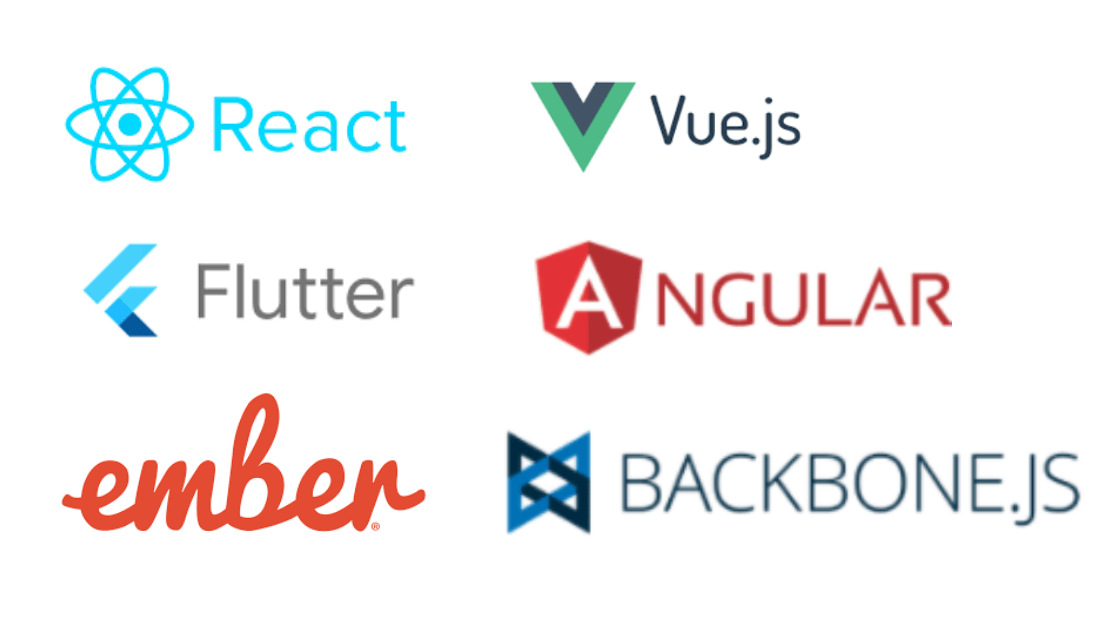 React
Vue.js
Flutter
ANGULAR
ember®
BACKBONE.JS